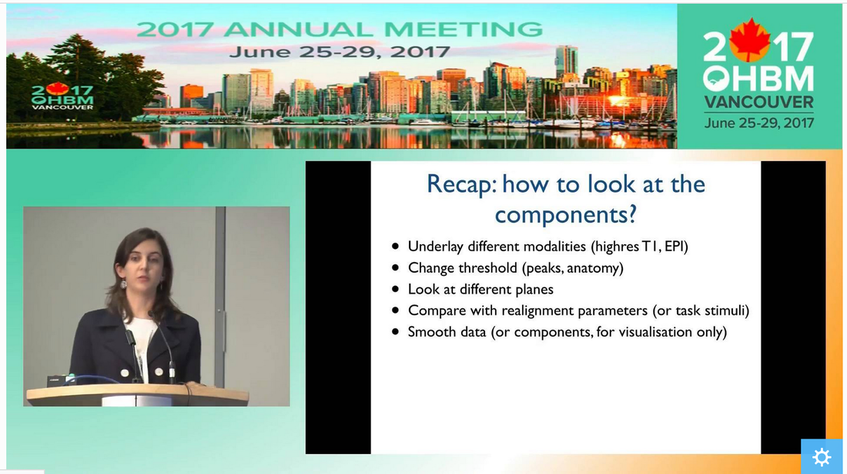 2017 ANNUAL MEETING
June 25-29, 2017
2017
OHBM
VANCOUVER
2017
OHBM
VANCOUVER
June 25-29, 2017
Recap: how to look at the
components?
• Underlay different modalities (highres T1, EPI)
• Change threshold (peaks, anatomy)
• Look at different planes
• Compare with realignment parameters (or task stimuli)
• Smooth data (or components, for visualisation only)